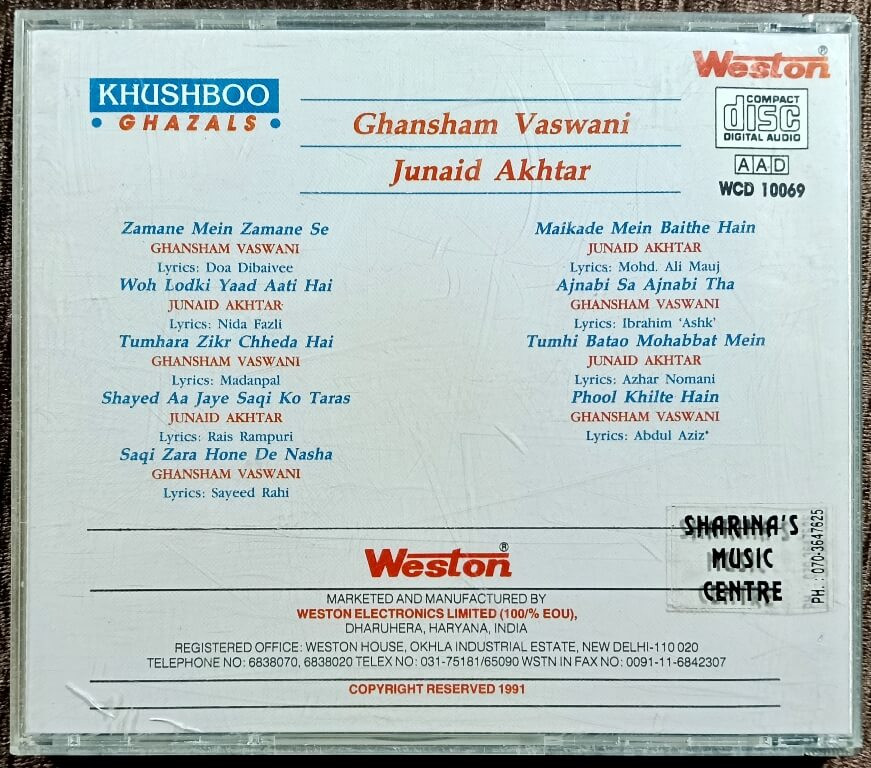 KHUSHBOO
• GHAZALS •
Ghansham Vaswani
Junaid Akhtar
Weston®
COMPACT
disc
DIGITAL AUDIO
AAD
WCD 10069
Zamane Mein Zamane Se
GHANSHAM VASWANI
Lyrics: Doa Dibaivee
Woh Lodki Yaad Aati Hai
JUNAID AKHTAR
Lyrics: Nida Fazli
Tumhara Zikr Chheda Hai
GHANSHAM VASWANI
Lyrics: Madanpal
Shayed Aa Jaye Saqi Ko Taras
JUNAID AKHTAR
Lyrics: Rais Rampuri
Saqi Zara Hone De Nasha
GHANSHAM VASWANI
Lyrics: Sayeed Rahi
Maikade Mein Baithe Hain
JUNAID AKHTAR
Lyrics: Mohd. Ali Mauj
Ajnabi Sa Ajnabi Tha
GHANSHAM VASWANI
Lyrics: Ibrahim 'Ashk'
Tumhi Batao Mohabbat Mein
JUNAID AKHTAR
Lyrics: Azhar Nomani
Phool Khilte Hain
GHANSHAM VASWANI
Lyrics: Abdul Aziz
SHARINA'S
MUSIC
CENTRE
PH. : 070-3647625
Weston®
MARKETED AND MANUFACTURED BY
WESTON ELECTRONICS LIMITED (100/% EOU),
DHARUHERA, HARYANA, INDIA
REGISTERED OFFICE: WESTON HOUSE, OKHLA INDUSTRIAL ESTATE, NEW DELHI-110 020
TELEPHONE NO: 6838070, 6838020 TELEX NO: 031-75181/65090 WSTN IN FAX NO: 0091-11-6842307
COPYRIGHT RESERVED 1991